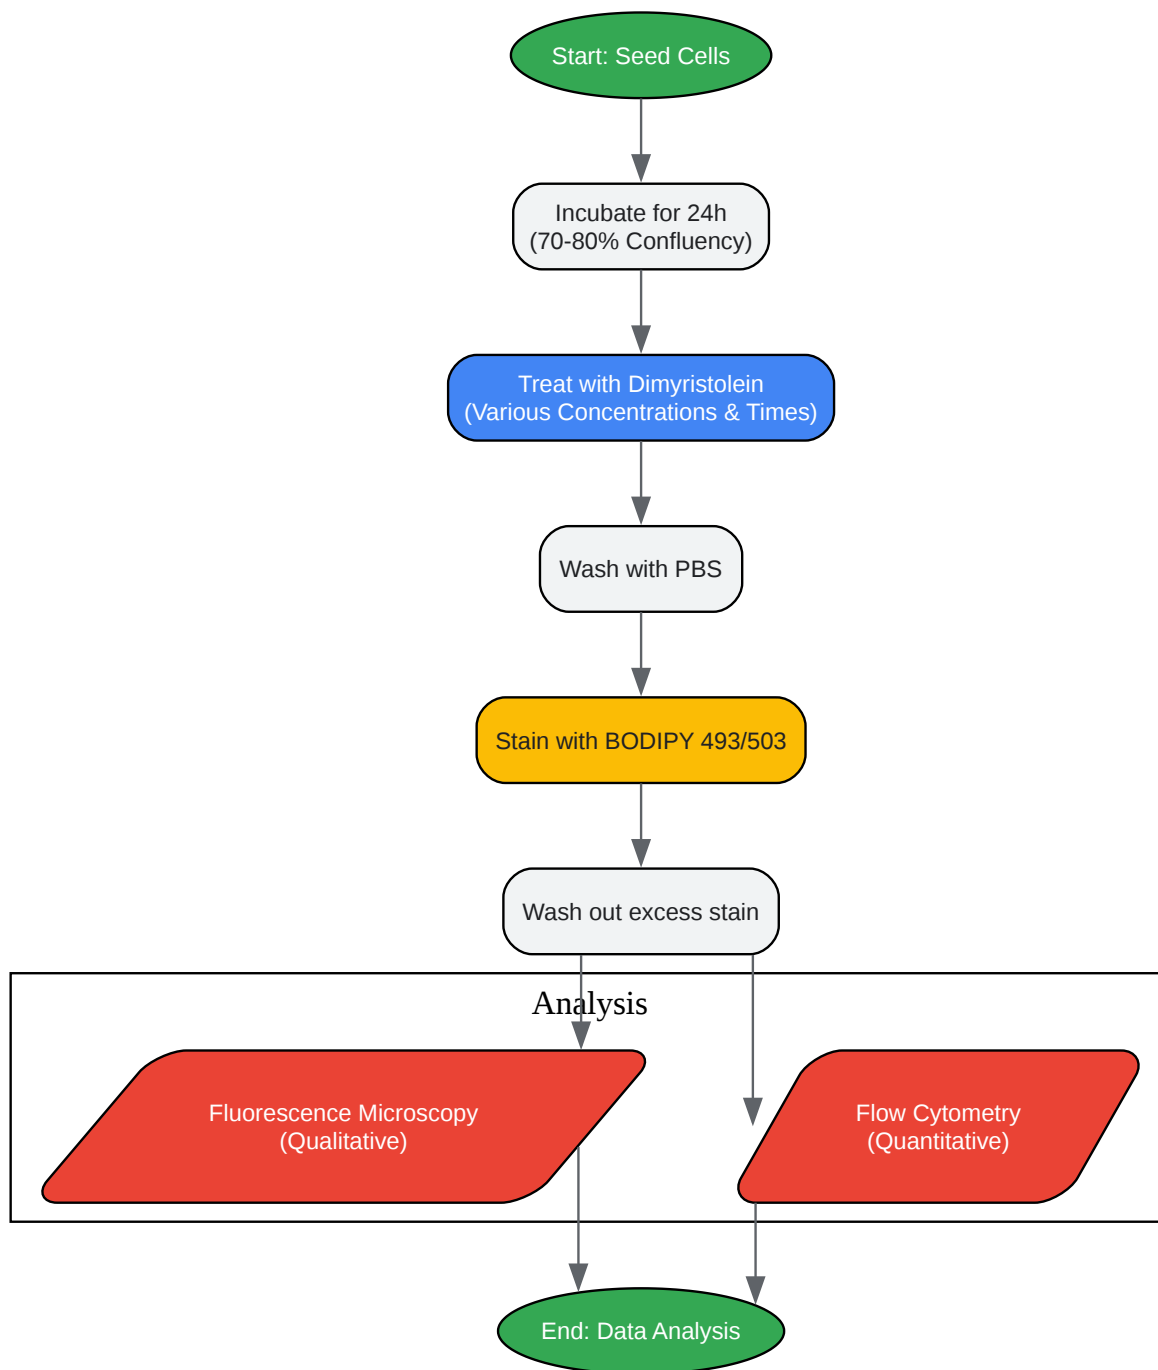 Start: Seed Cells
Incubate for 24h
(70-80% Confluency)
Treat with Dimyristolein
(Various Concentrations & Times)
Wash with PBS
Stain with BODIPY 493/503
Wash out excess stain
Analysis
Fluorescence Microscopy
(Qualitative)
Flow Cytometry
(Quantitative)
End: Data Analysis